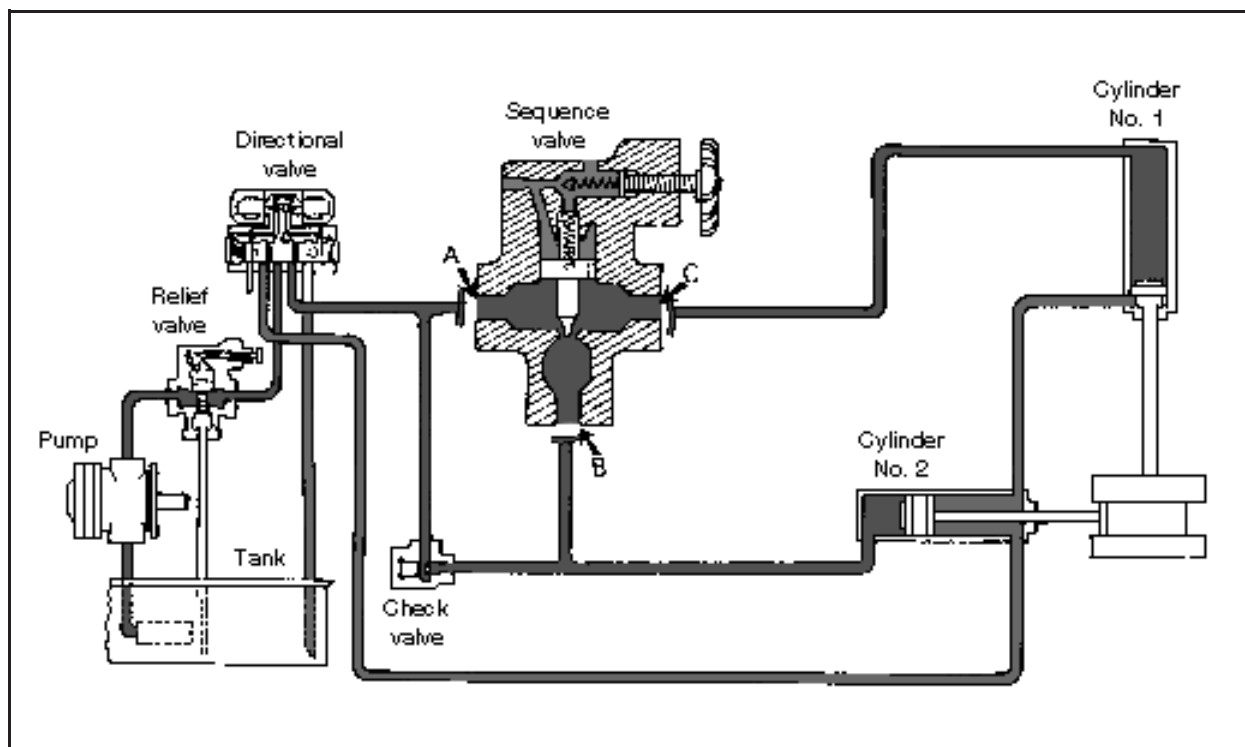 Cylinder
No. 1
Sequence
valve
Directional
valve
A
C
Relief
valve
B
Pump
Cylinder
No. 2
Tank
Check
valve